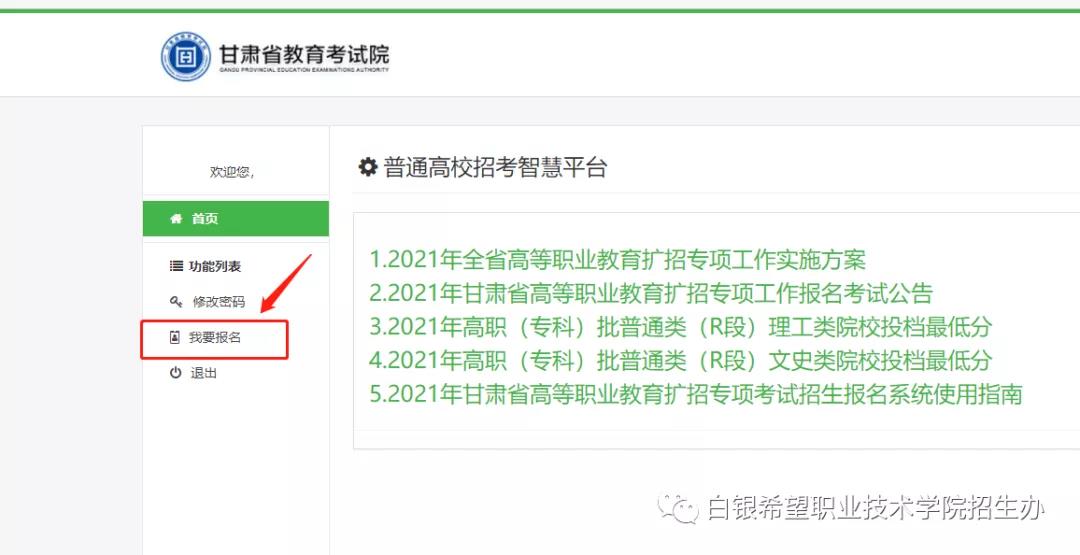 甘肃省教育考试院
GANSU PROVINCIAL EDUCATION EXAMINATIONS AUTHORITY
欢迎您,
首页
功能列表
修改密码
我要报名
退出
普通高校招考智慧平台
1.2021年全省高等职业教育扩招专项工作实施方案
2.2021年甘肃省高等职业教育扩招专项工作报名考试公告
3.2021年高职（专科）批普通类（R段）理工类院校投档最低分
4.2021年高职（专科）批普通类（R段）文史类院校投档最低分
5.2021年甘肃省高等职业教育扩招专项考试招生报名系统使用指南
白银希望职业技术学院招生办